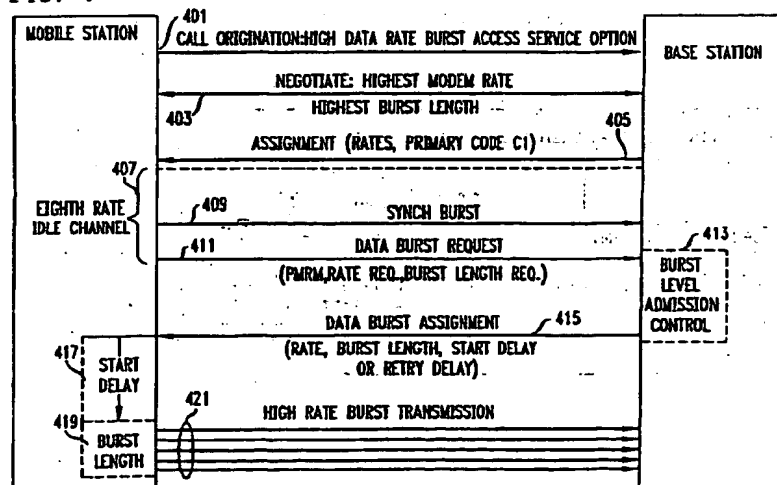 MOBILE STATION
401
CALL ORIGINATION:HIGH DATA RATE BURST ACCESS SERVICE OPTION
BASE STATION
NEGOTIATE: HIGHEST MODEM RATE
403
HIGHEST BURST LENGTH
405
ASSIGNMENT (RATES, PRIMARY CODE C1)
407
EIGHTH RATE
IDLE CHANNEL
409
SYNCH BURST
411
DATA BURST REQUEST
(PMRM,RATE REQ.,BURST LENGTH REQ.)
413
BURST
LEVEL
ADMISSION
CONTROL
DATA BURST ASSIGNMENT
415
(RATE, BURST LENGTH, START DELAY
OR RETRY DELAY)
417
START
DELAY
419
BURST
LENGTH
421
HIGH RATE BURST TRANSMISSION